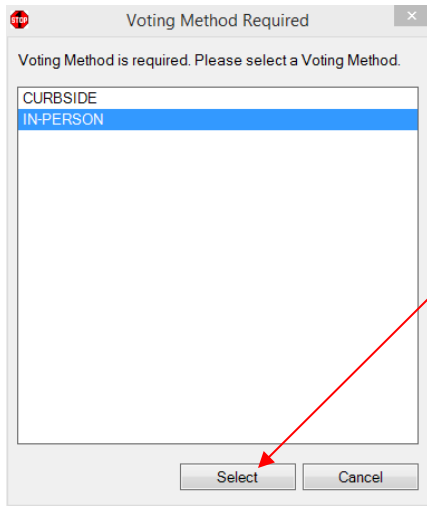 STOP Voting Method Required
Voting Method is required. Please select a Voting Method.
CURBSIDE
IN-PERSON
Select Cancel